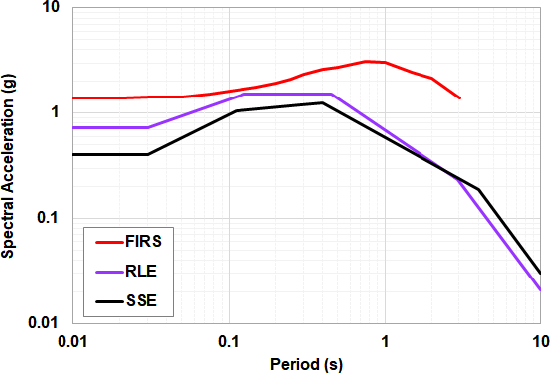 10
1
0.1
0.01
Spectral Acceleration (g)
FIRS
RLE
SSE
0.01 0.1 1 10
Period (s)